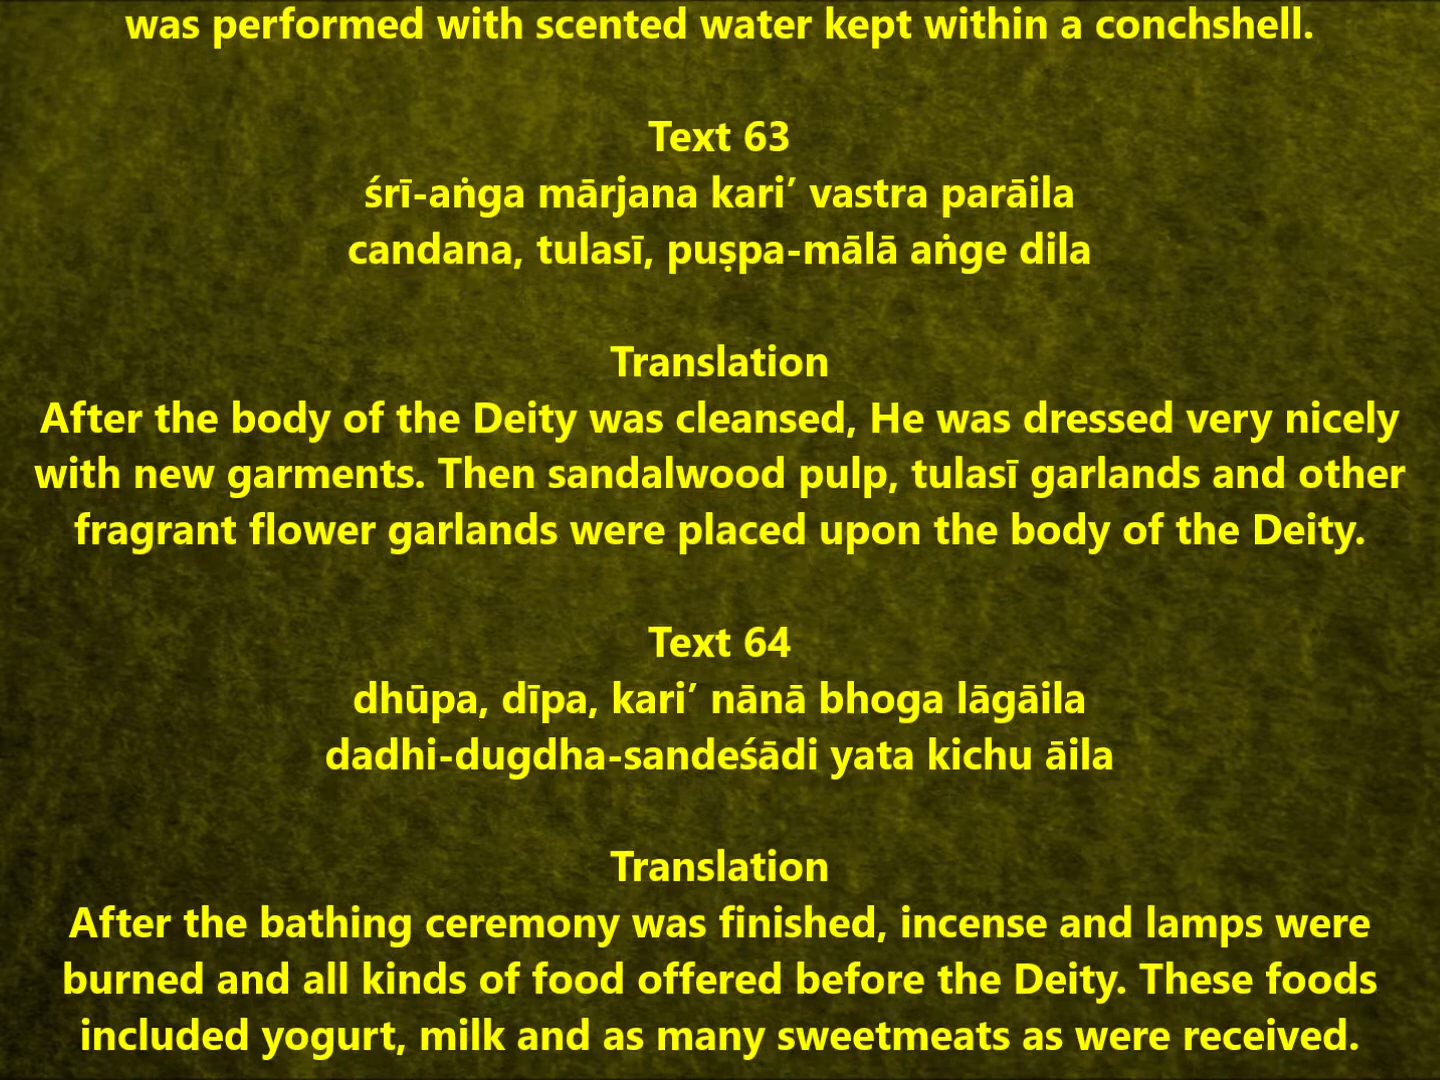 was performed with scented water kept within a conchshell.
Text 63
śrī-aṅga mārjana kari’ vastra parāila
candana, tulasī, puṣpa-mālā aṅge dila
Translation
After the body of the Deity was cleansed, He was dressed very nicely
with new garments. Then sandalwood pulp, tulasī garlands and other
fragrant flower garlands were placed upon the body of the Deity.
Text 64
dhūpa, dīpa, kari’ nānā bhoga lāgāila
dadhi-dugdha-sandeśādi yata kichu āila
Translation
After the bathing ceremony was finished, incense and lamps were
burned and all kinds of food offered before the Deity. These foods
included yogurt, milk and as many sweetmeats as were received.